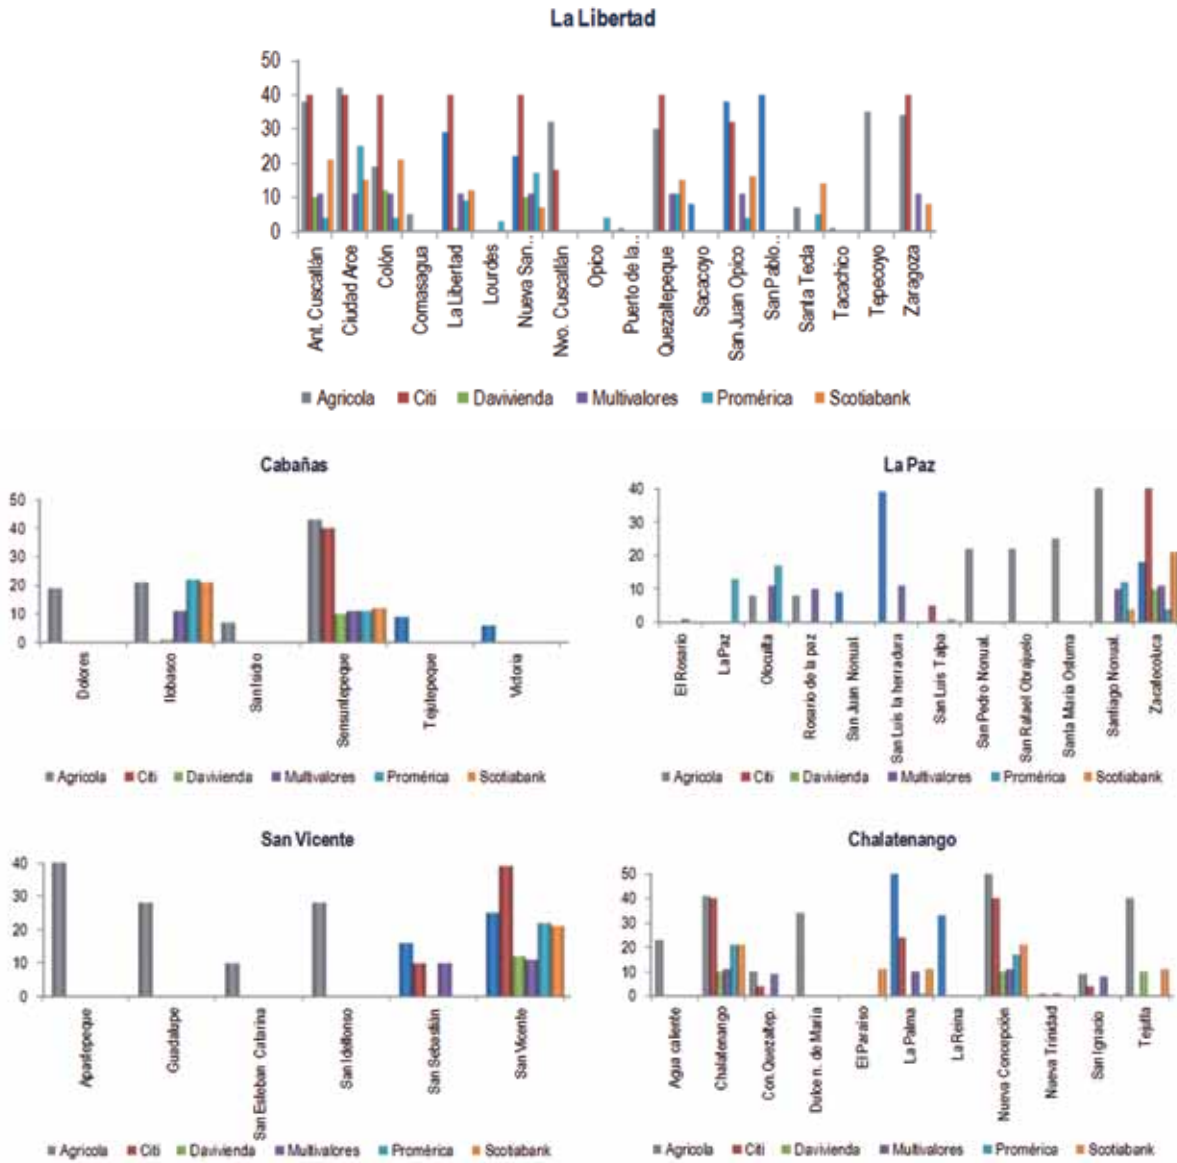 La Libertad
50
40
30
20
10
0
Ant. Cuscatlán
Ciudad Arce
Colón
Comasagua
La Libertad
Lourdes
Nueva San ...
Nvo. Cuscatlán
Opico
Puerto de la ...
Quezaltepeque
Sacacoyo
San Juan Opico
San Pablo ...
Santa Tecla
Tacachico
Tepecoyo
Zaragoza
Agricola Citi Davivienda Multivalores Promérica Scotiabank
Cabañas
50
40
30
20
10
0
Dolores
Ilobasco
San Isidro
Sensuntepeque
Tejutepeque
Victoria
Agricola Citi Davivienda Multivalores Promérica Scotiabank
La Paz
40
30
20
10
0
El Rosario
La Paz
Olocuilta
Rosario de la paz
San Juan Nonual.
San Luis la herradura
San Luis Talpa
San Pedro Nonual.
San Rafael Obrajuelo
Santa María Ostuma
Santiago Nonual.
Zacatecoluca
Agricola Citi Davivienda Multivalores Promérica Scotiabank
San Vicente
40
30
20
10
0
Apastepeque
Guadalupe
San Esteban Catarina
San Idelfonso
San Sebastián
San Vicente
Agricola Citi Davivienda Multivalores Promérica Scotiabank
Chalatenango
50
40
30
20
10
0
Agua caliente
Chalatenango
Con. Quezaltep.
Dulce n. de María
El Paraíso
La Palma
La Reina
Nueva Concepción
Nueva Trinidad
San Ignacio
Tejutla
Agricola Citi Davivienda Multivalores Promérica Scotiabank